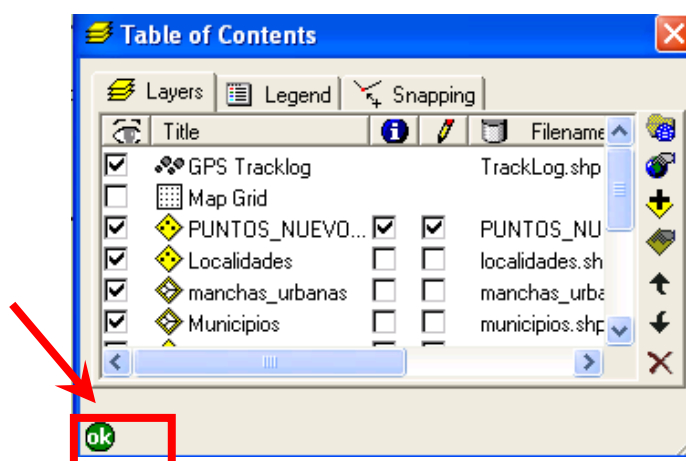 Table of Contents
Layers Legend Snapping
Title Filename
GPS Tracklog TrackLog.shp
Map Grid
PUNTOS_NUEVO... PUNTOS_NU
Localidades localidades.sh
manchas_urbanas manchas_urba
Municipios municipios.shp
ok